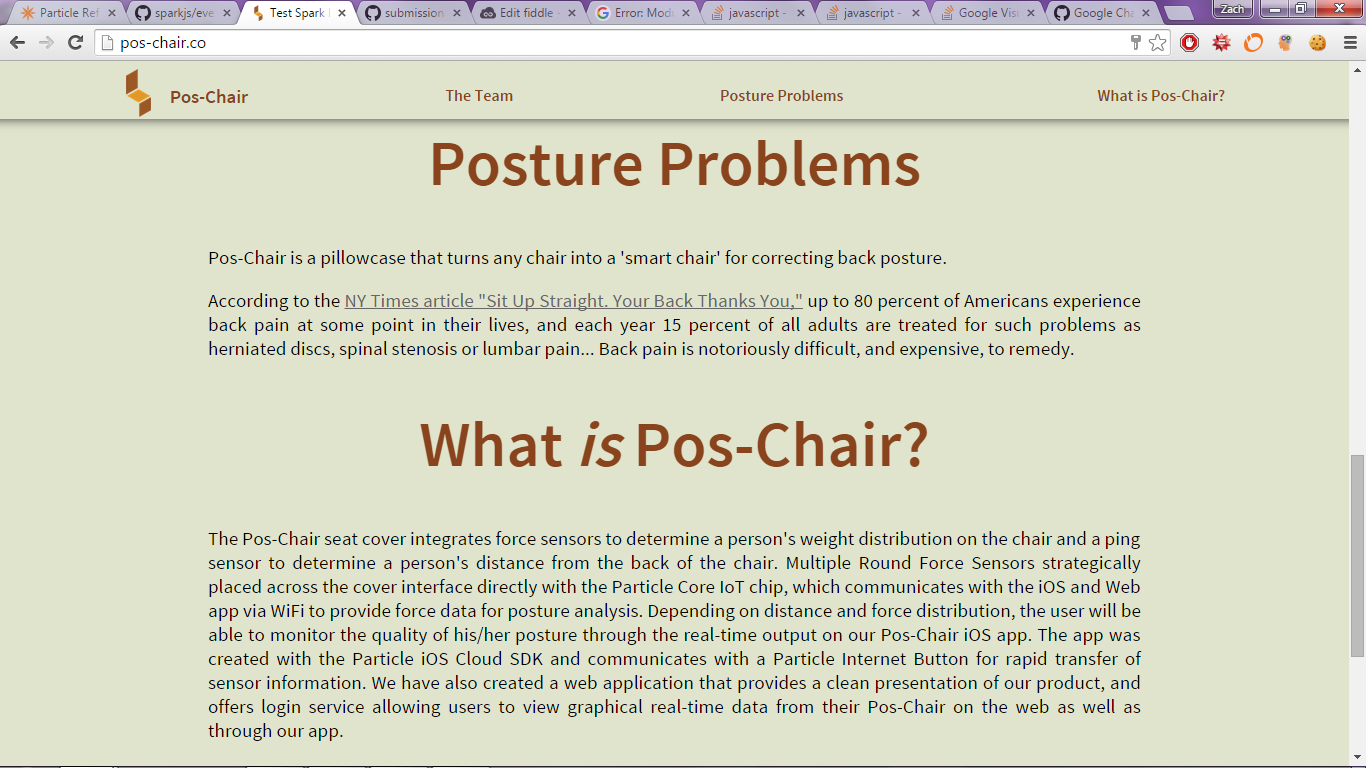 Particle Ref
sparkjs/eve
Test Spark
submission
Edit fiddle -
Error: Mod
javascript -
javascript -
Google Vis
Google Cha
Zach
pos-chair.co
Pos-Chair
The Team
Posture Problems
What is Pos-Chair?
Posture Problems
Pos-Chair is a pillowcase that turns any chair into a 'smart chair' for correcting back posture.
According to the NY Times article "Sit Up Straight. Your Back Thanks You," up to 80 percent of Americans experience
back pain at some point in their lives, and each year 15 percent of all adults are treated for such problems as
herniated discs, spinal stenosis or lumbar pain... Back pain is notoriously difficult, and expensive, to remedy.
What is Pos-Chair?
The Pos-Chair seat cover integrates force sensors to determine a person's weight distribution on the chair and a ping
sensor to determine a person's distance from the back of the chair. Multiple Round Force Sensors strategically
placed across the cover interface directly with the Particle Core IoT chip, which communicates with the iOS and Web
app via WiFi to provide force data for posture analysis. Depending on distance and force distribution, the user will be
able to monitor the quality of his/her posture through the real-time output on our Pos-Chair iOS app. The app was
created with the Particle iOS Cloud SDK and communicates with a Particle Internet Button for rapid transfer of
sensor information. We have also created a web application that provides a clean presentation of our product, and
offers login service allowing users to view graphical real-time data from their Pos-Chair on the web as well as
through our app.